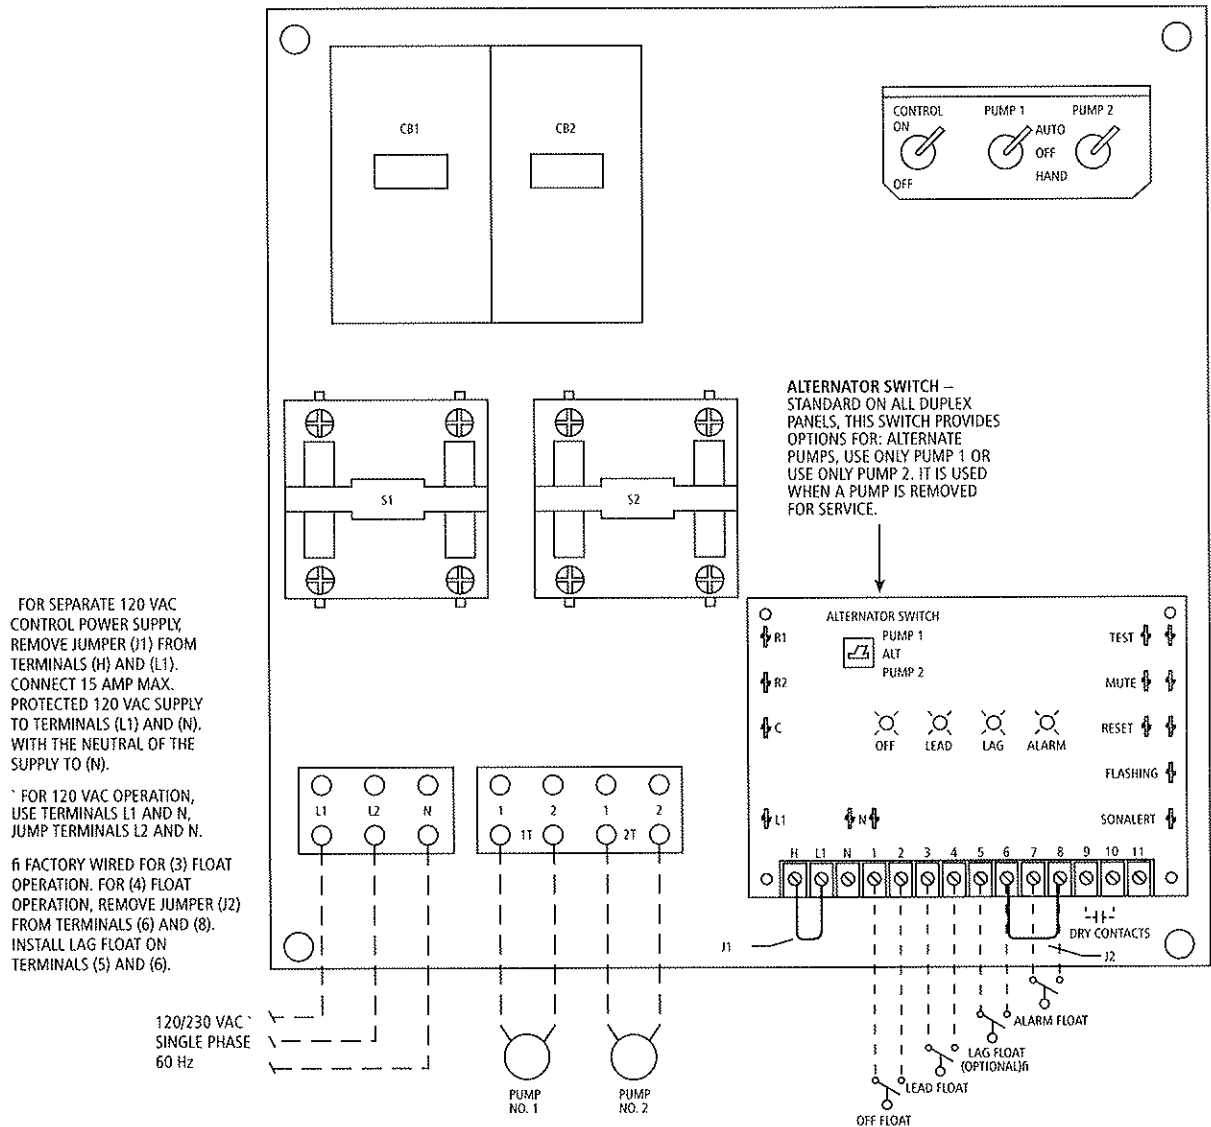 CB1
CB2
CONTROL
PUMP 1
PUMP 2
ON
AUTO
OFF
OFF
HAND
ALTERNATOR SWITCH –
STANDARD ON ALL DUPLEX
PANELS, THIS SWITCH PROVIDES
OPTIONS FOR: ALTERNATE
PUMPS, USE ONLY PUMP 1 OR
USE ONLY PUMP 2. IT IS USED
WHEN A PUMP IS REMOVED
FOR SERVICE.
S1
S2
FOR SEPARATE 120 VAC
CONTROL POWER SUPPLY,
REMOVE JUMPER (J1) FROM
TERMINALS (H) AND (L1).
CONNECT 15 AMP MAX.
PROTECTED 120 VAC SUPPLY
TO TERMINALS (L1) AND (N).
WITH THE NEUTRAL OF THE
SUPPLY TO (N).
` FOR 120 VAC OPERATION,
USE TERMINALS L1 AND N,
JUMP TERMINALS L2 AND N.
fi FACTORY WIRED FOR (3) FLOAT
OPERATION. FOR (4) FLOAT
OPERATION, REMOVE JUMPER (J2)
FROM TERMINALS (6) AND (8).
INSTALL LAG FLOAT ON
TERMINALS (5) AND (6).
ALTERNATOR SWITCH
PUMP 1
ALT
PUMP 2
R1
R2
C
L1
N
TEST
MUTE
RESET
FLASHING
SONALERT
OFF LEAD LAG ALARM
H L1 N 1 2 3 4 5 6 7 8 9 10 11
L1 L2 N
1 2 1 2
1T 2T
J1
J2
DRY CONTACTS
120/230 VAC `
SINGLE PHASE
60 Hz
PUMP
NO. 1
PUMP
NO. 2
ALARM FLOAT
LAG FLOAT
(OPTIONAL)fi
LEAD FLOAT
OFF FLOAT